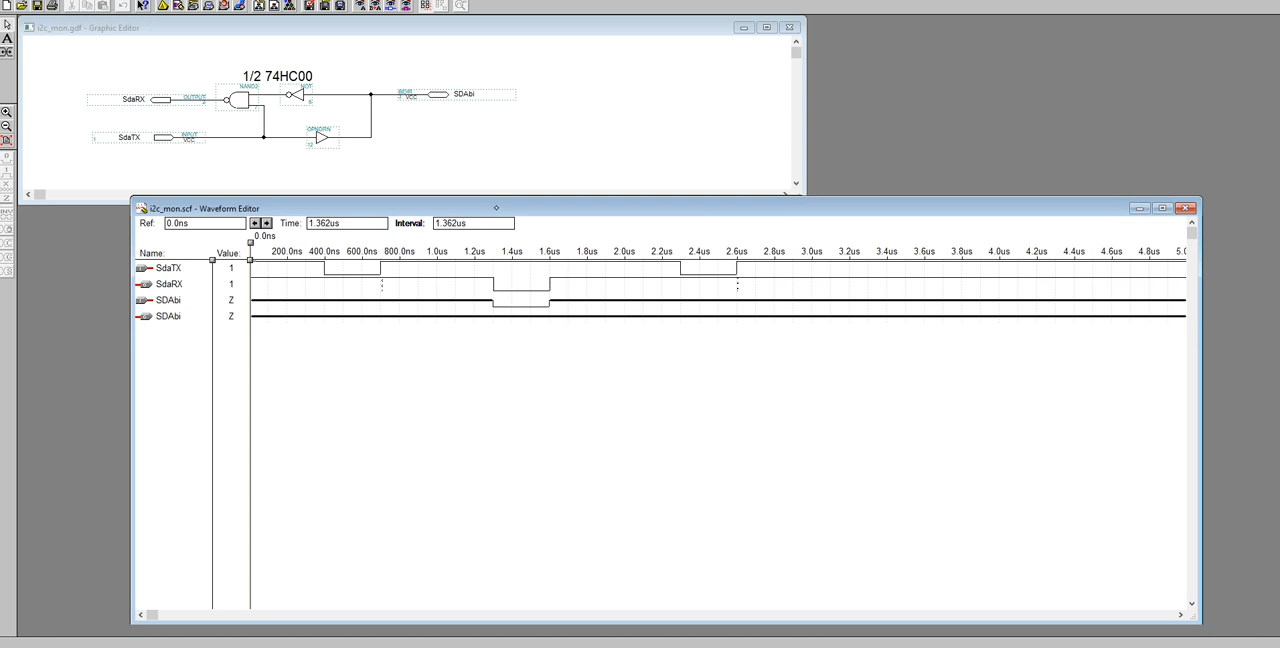 i2c_mon.gdf - Graphic Editor
1/2 74HC00
NAND2
NOT
SdaRX
OUTPUT
VCC
SDAbi
6
SdaTX
INPUT
VCC
OPNDRN
12
i2c_mon.scf - Waveform Editor
Ref: 0.0ns Time: 1.362us Interval: 1.362us
0.0ns
Name: Value: 200.0ns 400.0ns 600.0ns 800.0ns 1.0us 1.2us 1.4us 1.6us 1.8us 2.0us 2.2us 2.4us 2.6us 2.8us 3.0us 3.2us 3.4us 3.6us 3.8us 4.0us 4.2us 4.4us 4.6us 4.8us 5.0
SdaTX 1
SdaRX 1
SDAbi Z
SDAbi Z